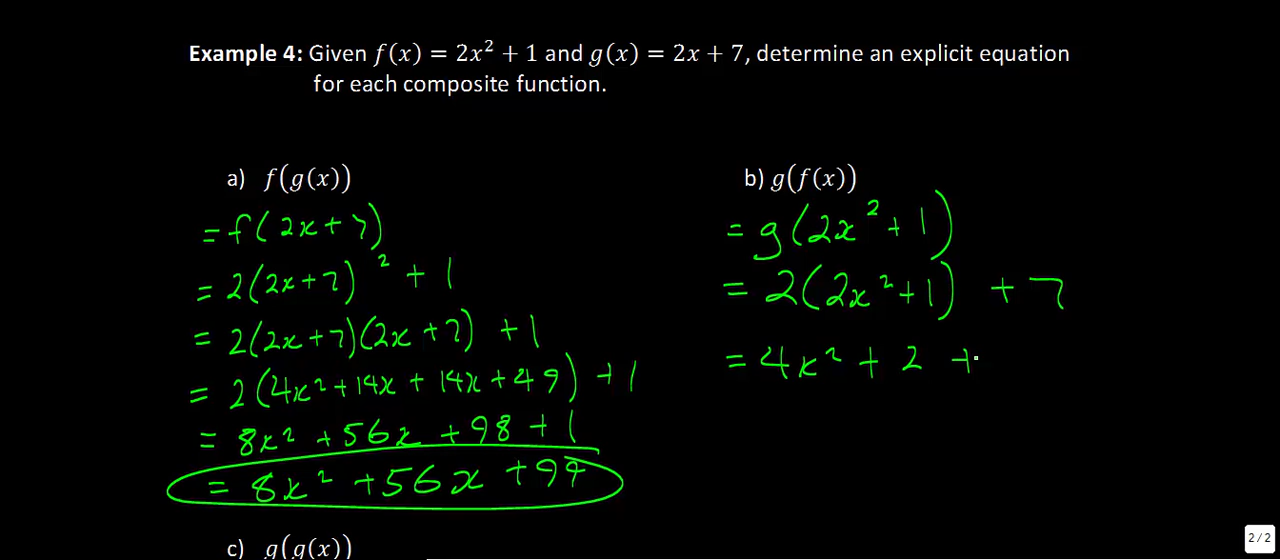 Example 4: Given f(x) = 2x² + 1 and g(x) = 2x + 7, determine an explicit equation
for each composite function.
a) f(g(x))
= f(2x + 7)
= 2(2x + 7)² + 1
= 2(2x + 7)(2x + 7) + 1
= 2(4x² + 14x + 14x + 49) + 1
= 8x² + 56x + 98 + 1
= 8x² + 56x + 99
b) g(f(x))
= g(2x² + 1)
= 2(2x² + 1) + 7
= 4x² + 2 +
c) g(g(x))
2/2